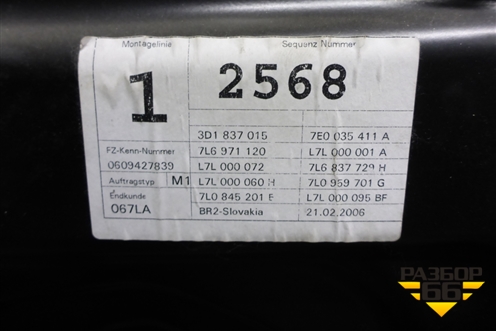 Montagelinie Sequenz Nummer
1 2568
3D1 837 015 7E0 035 411 A
FZ-Kenn-Nummer 7L6 971 120 L7L 000 001 A
0609427839 L7L 000 072 7L6 837 729 H
Auftragstyp M1 L7L 000 060 H 7L0 959 701 G
Endkunde 7L0 845 201 E L7L 000 095 BF
067LA BR2-Slovakia 21.02.2006
РАЗБОР
66